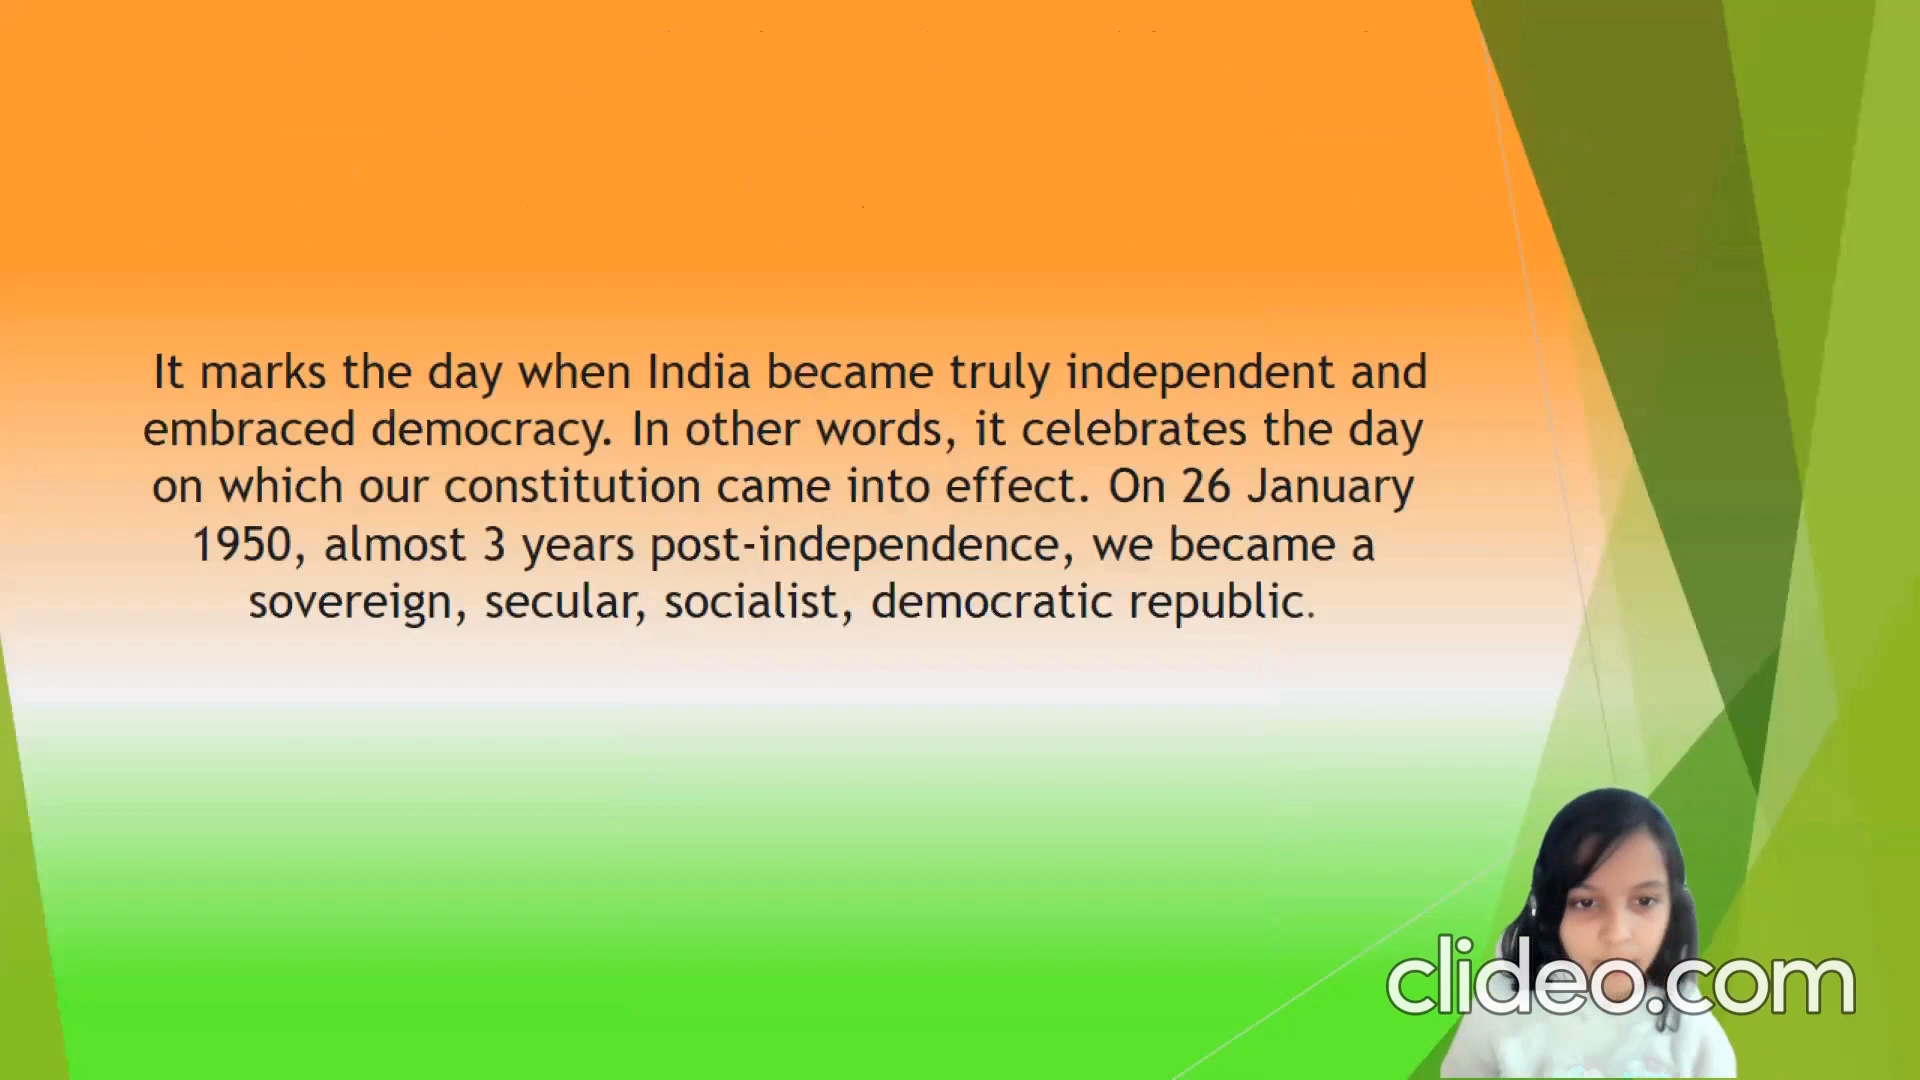 It marks the day when India became truly independent and
embraced democracy. In other words, it celebrates the day
on which our constitution came into effect. On 26 January
1950, almost 3 years post-independence, we became a
sovereign, secular, socialist, democratic republic.
clideo.com